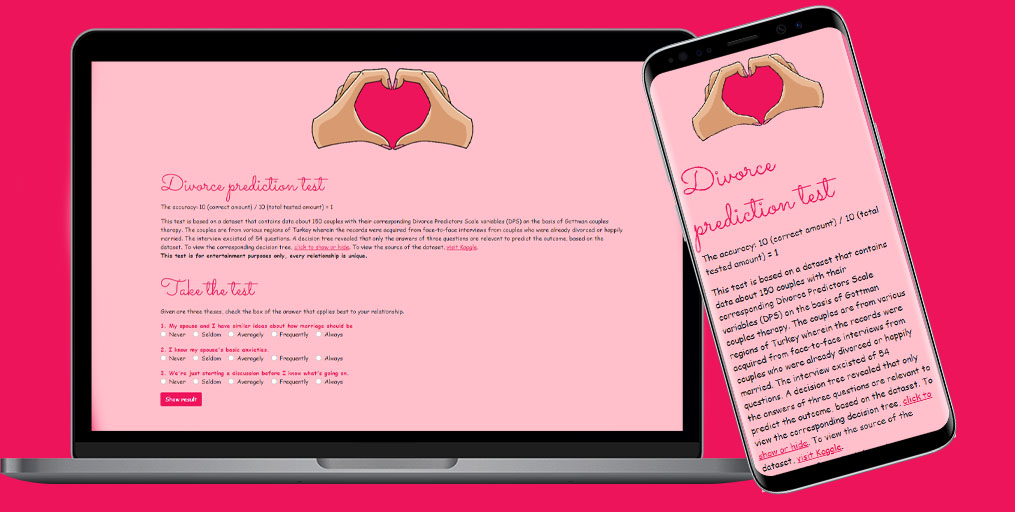 Divorce prediction test
The accuracy: 10 (correct amount) / 10 (total tested amount) = 1
This test is based on a dataset that contains data about 150 couples with their corresponding Divorce Predictors Scale variables (DPS) on the basis of Gottman couples
therapy. The couples are from various regions of Turkey wherein the records were acquired from face-to-face interviews from couples who were already divorced or happily
married. The interview excisted of 54 questions. A decision tree revealed that only the answers of three questions are relevant to predict the outcome, based on the
dataset. To view the corresponding decision tree, click to show or hide. To view the source of the dataset, visit Kaggle.
This test is for entertainment purposes only, every relationship is unique.
Take the test
Given are three theses, check the box of the answer that applies best to your relationship.
1. My spouse and I have similar ideas about how marriage should be
Never Seldom Averegely Frequently Always
2. I know my spouse's basic anxieties.
Never Seldom Averegely Frequently Always
3. We're just starting a discussion before I know what's going on.
Never Seldom Averegely Frequently Always
Show result
Divorce
prediction test
The accuracy: 10 (correct amount) / 10 (total
tested amount) = 1
This test is based on a dataset that contains
data about 150 couples with their
corresponding Divorce Predictors Scale
variables (DPS) on the basis of Gottman
couples therapy. The couples are from various
regions of Turkey wherein the records were
acquired from face-to-face interviews from
couples who were already divorced or happily
married. The interview excisted of 54
questions. A decision tree revealed that only
the answers of three questions are relevant to
predict the outcome, based on the dataset. To
view the corresponding decision tree, click to
show or hide. To view the source of the
dataset, visit Kaggle.